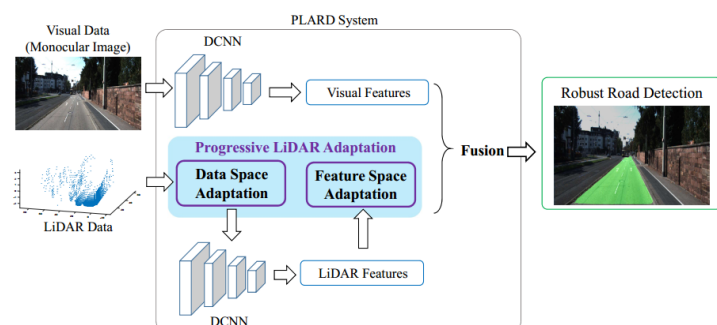 PLARD System
Visual Data
(Monocular Image)
DCNN
Visual Features
Robust Road Detection
Progressive LiDAR Adaptation
Data Space
Adaptation
Feature Space
Adaptation
Fusion
LiDAR Data
LiDAR Features
DCNN